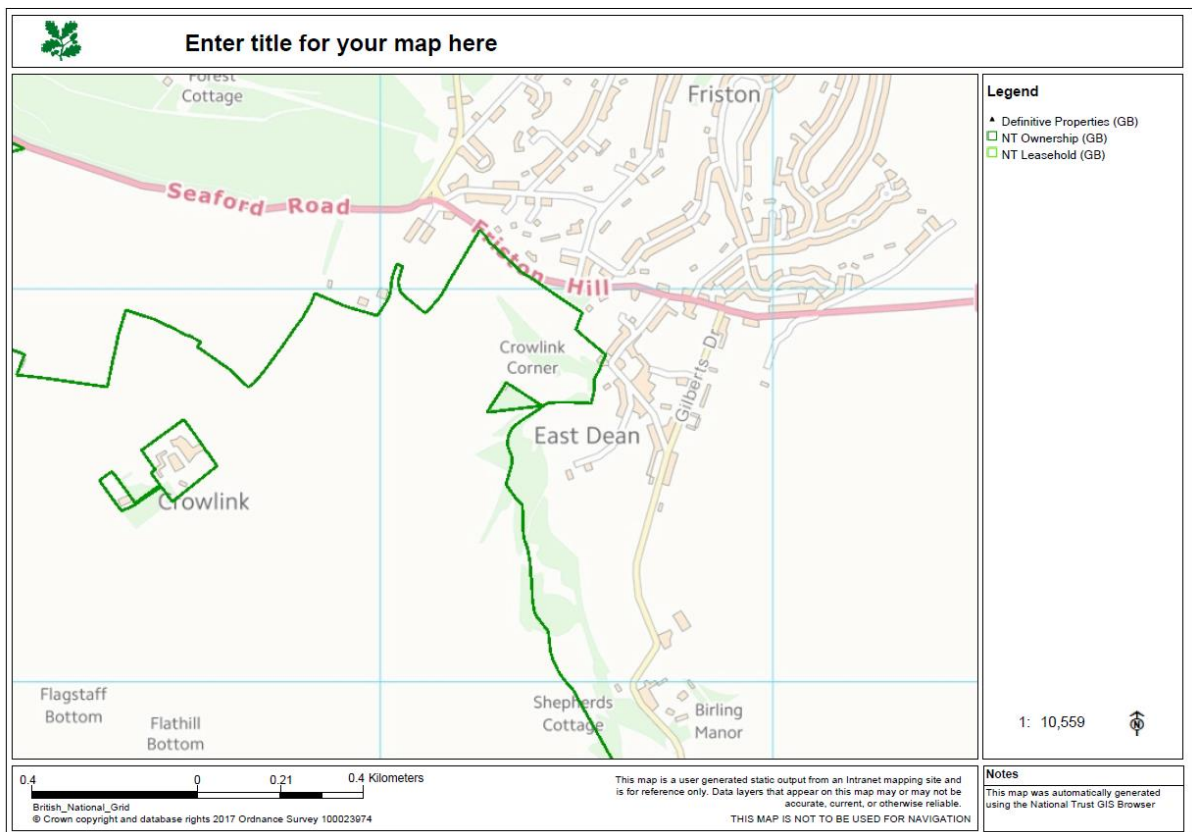 Enter title for your map here
Forest
Cottage
Friston
Seaford Road
Friston Hill
Crowlink
Corner
Gilberts Dr
East Dean
Crowlink
Flagstaff
Bottom
Flathill
Bottom
Shepherds
Cottage
Birling
Manor
Legend
Definitive Properties (GB)
NT Ownership (GB)
NT Leasehold (GB)
1: 10,559
N
0.4 0 0.21 0.4 Kilometers
British_National_Grid
© Crown copyright and database rights 2017 Ordnance Survey 100023974
This map is a user generated static output from an Intranet mapping site and
is for reference only. Data layers that appear on this map may or may not be
accurate, current, or otherwise reliable.
THIS MAP IS NOT TO BE USED FOR NAVIGATION
Notes
This map was automatically generated
using the National Trust GIS Browser